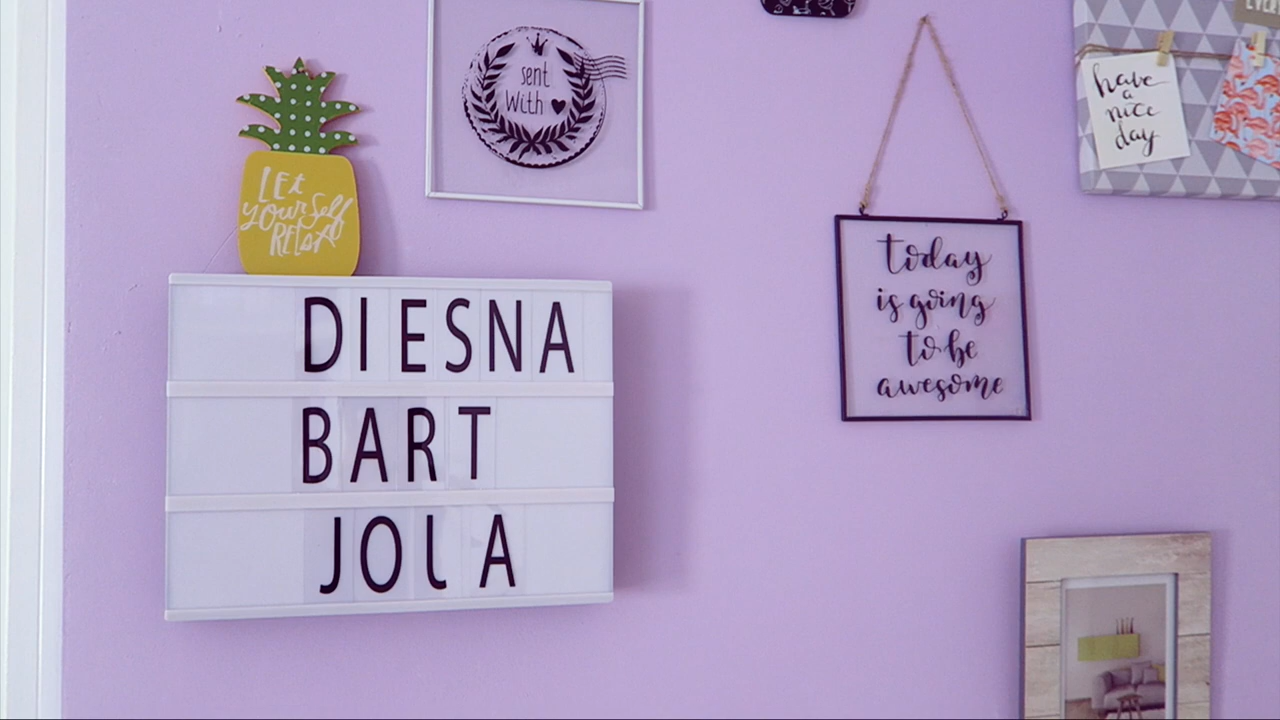 sent
With ♥
LEt
yourself
RElax
DIESNA
BART
JOLA
today
is going
to be
awesome
have
a
nice
day